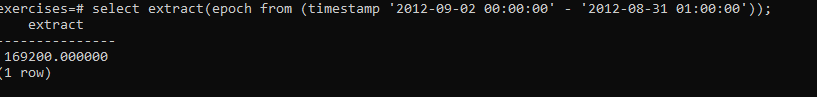 exercises=# select extract(epoch from (timestamp '2012-09-02 00:00:00' - '2012-08-31 01:00:00'));
extract
---------------
169200.000000
(1 row)